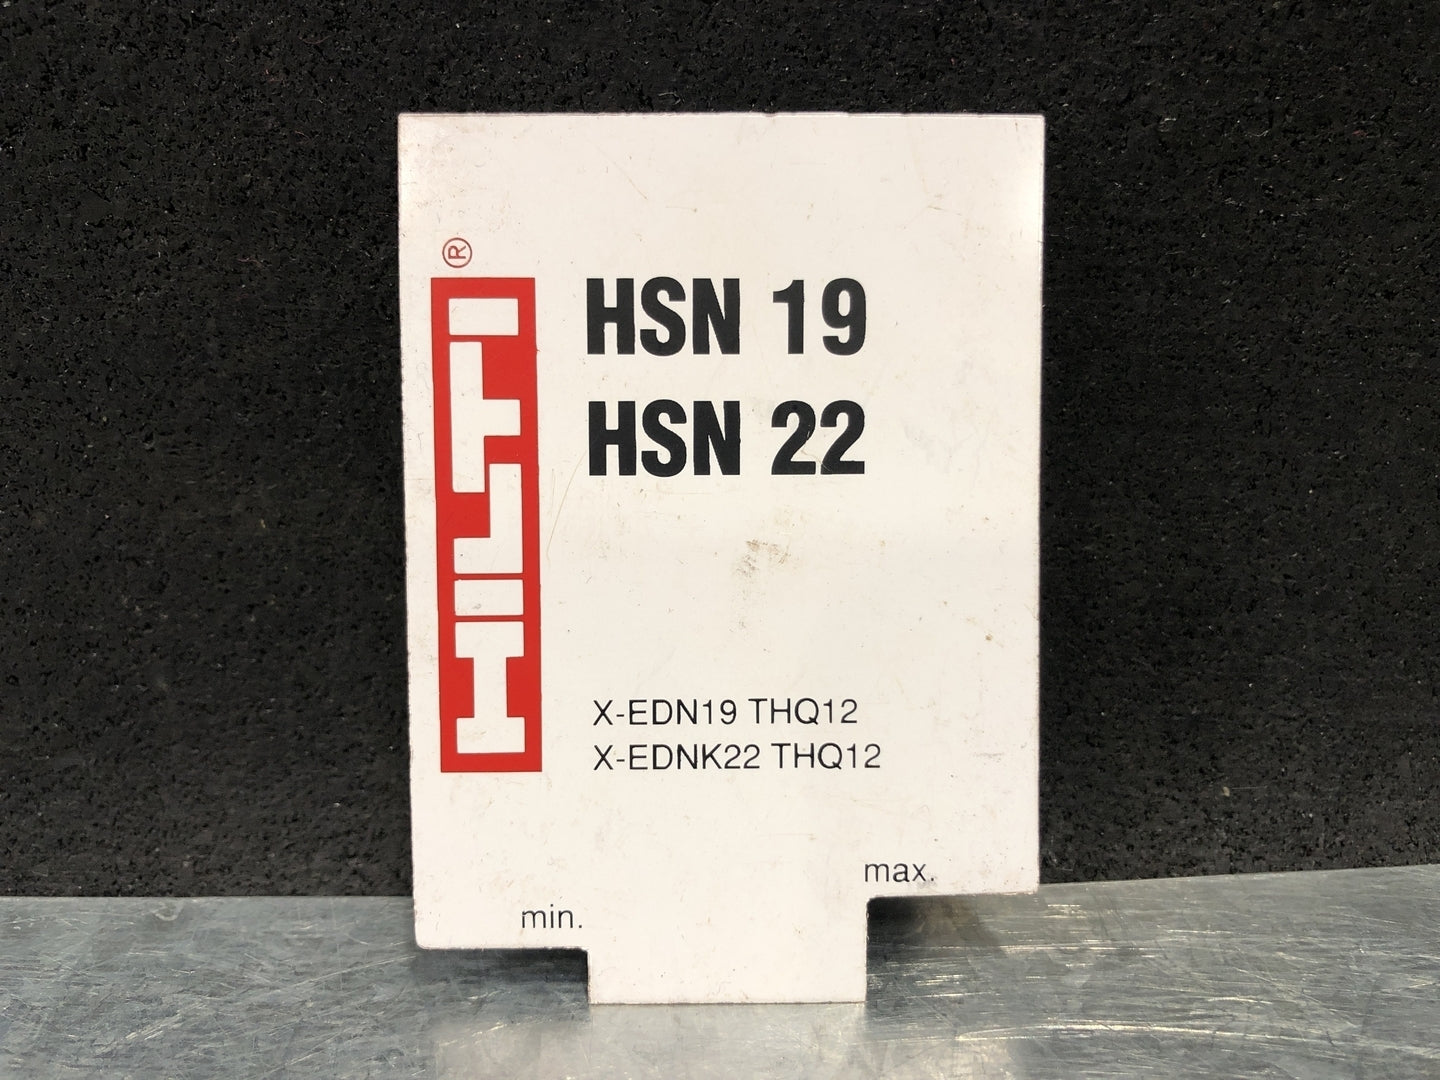 HILTI®
HSN 19
HSN 22
X-EDN19 THQ12
X-EDNK22 THQ12
max.
min.